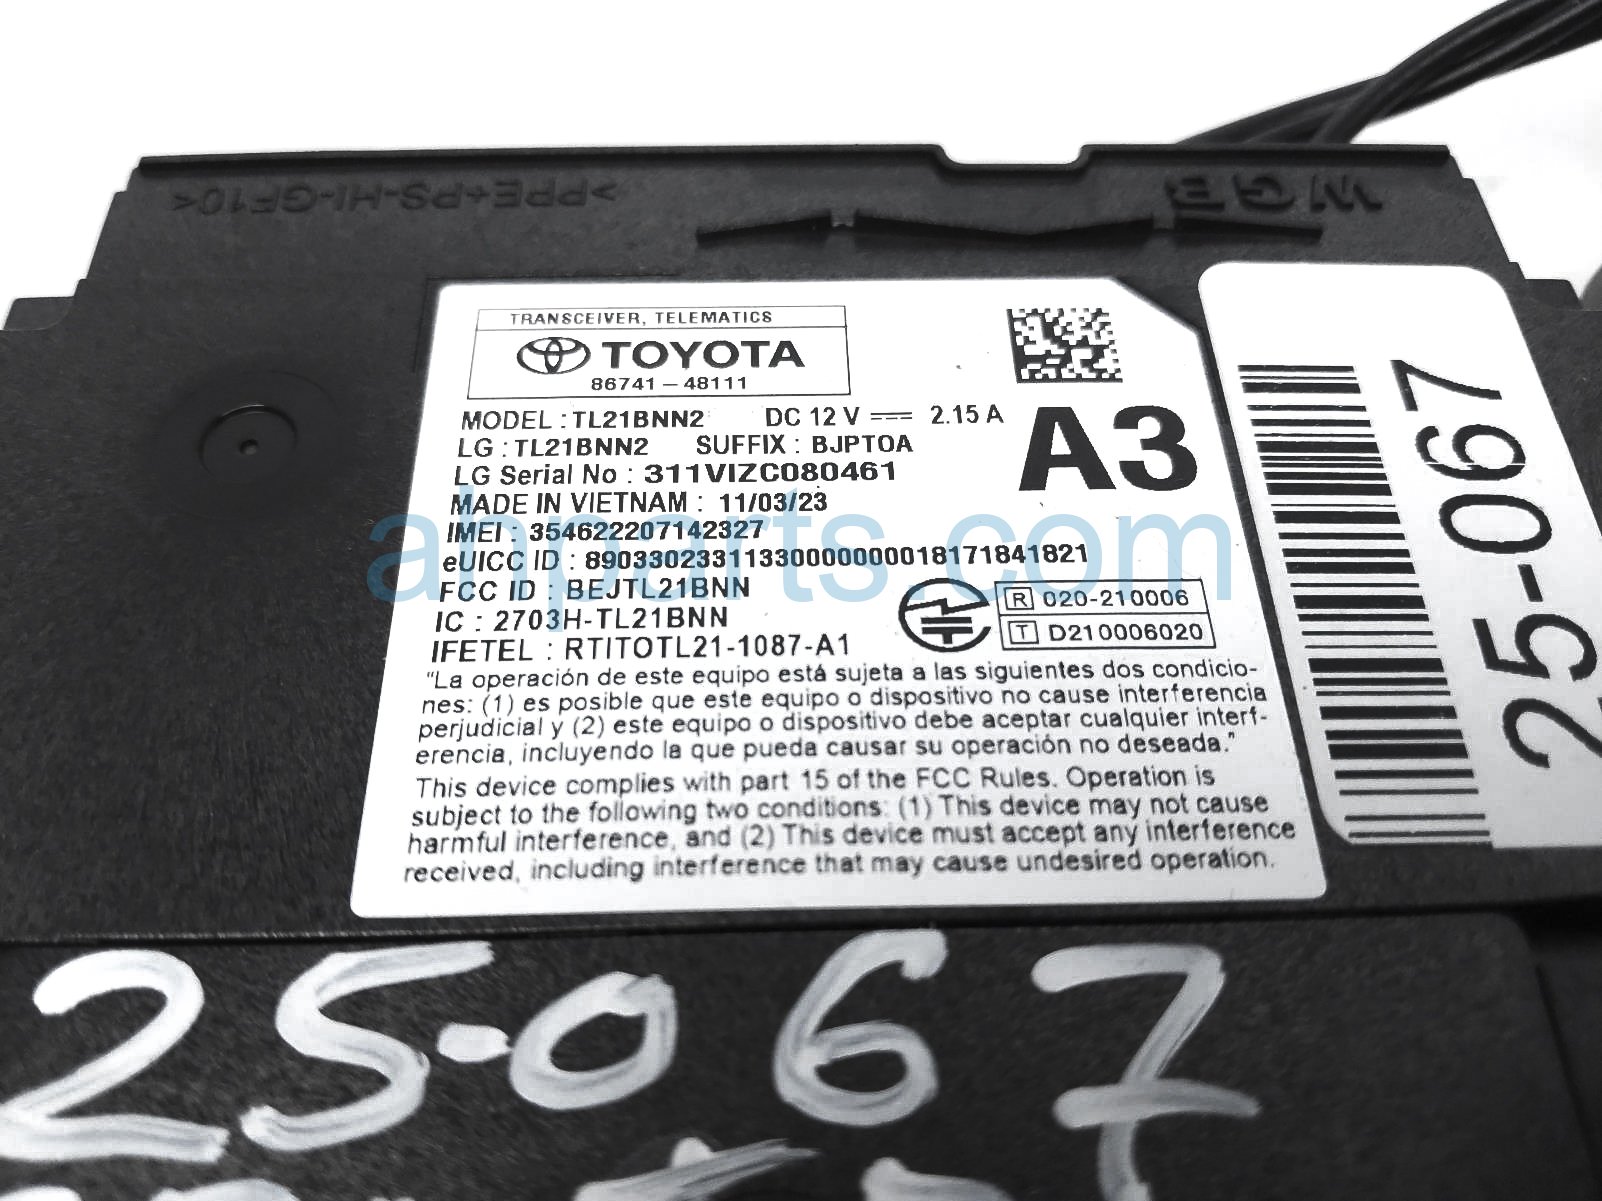 >PPE+PS-HI-GF10<
WGB
TRANSCEIVER, TELEMATICS
TOYOTA
86741-48111
MODEL : TL21BNN2 DC 12 V 2.15 A
LG : TL21BNN2 SUFFIX : BJPTOA
LG Serial No : 311VIZC080461
MADE IN VIETNAM : 11/03/23
IMEI : 354622207142327
eUICC ID : 89033023311330000000018171841821
FCC ID : BEJTL21BNN
IC : 2703H-TL21BNN
IFETEL : RTITOTL21-1087-A1
A3
R 020-210006
T D210006020
"La operación de este equipo está sujeta a las siguientes dos condicio-
nes: (1) es posible que este equipo o dispositivo no cause interferencia
perjudicial y (2) este equipo o dispositivo debe aceptar cualquier interf-
erencia, incluyendo la que pueda causar su operación no deseada."
This device complies with part 15 of the FCC Rules. Operation is
subject to the following two conditions: (1) This device may not cause
harmful interference, and (2) This device must accept any interference
received, including interference that may cause undesired operation.
25-067
ahparts.com
25-067